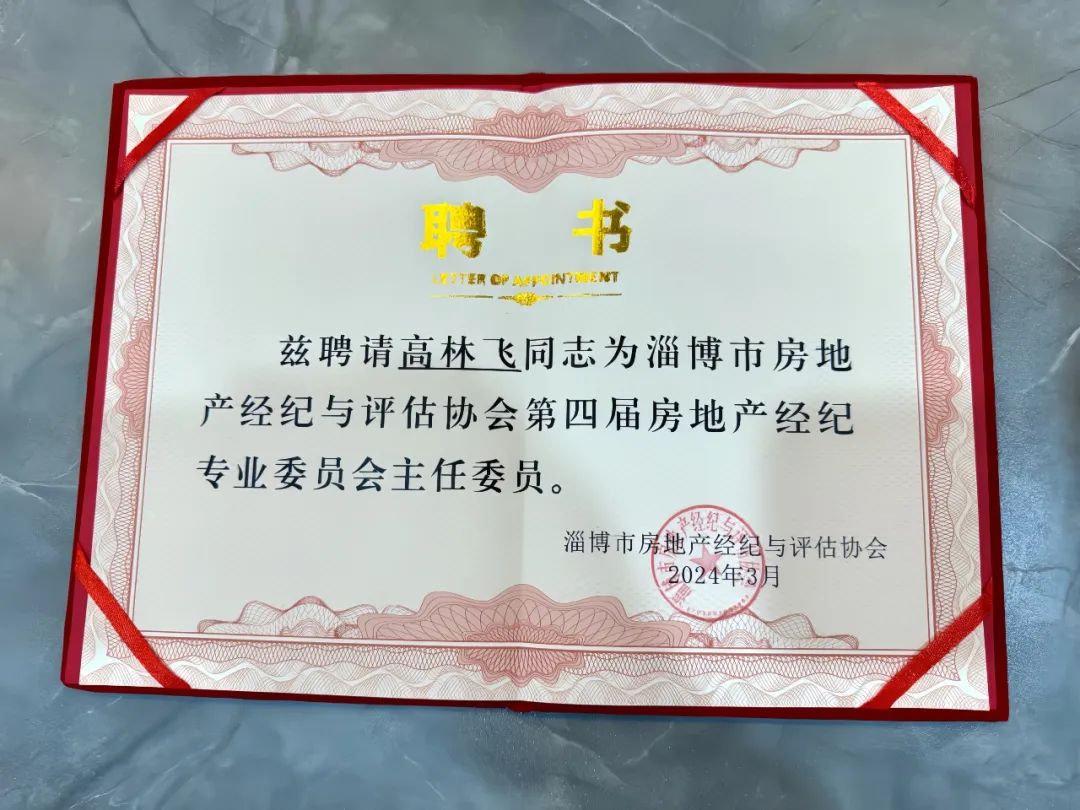 聘书
LETTER OF APPOINTMENT
兹聘请高林飞同志为淄博市房地
产经纪与评估协会第四届房地产经纪
专业委员会主任委员。
淄博市房地产经纪与评估协会
2024年3月